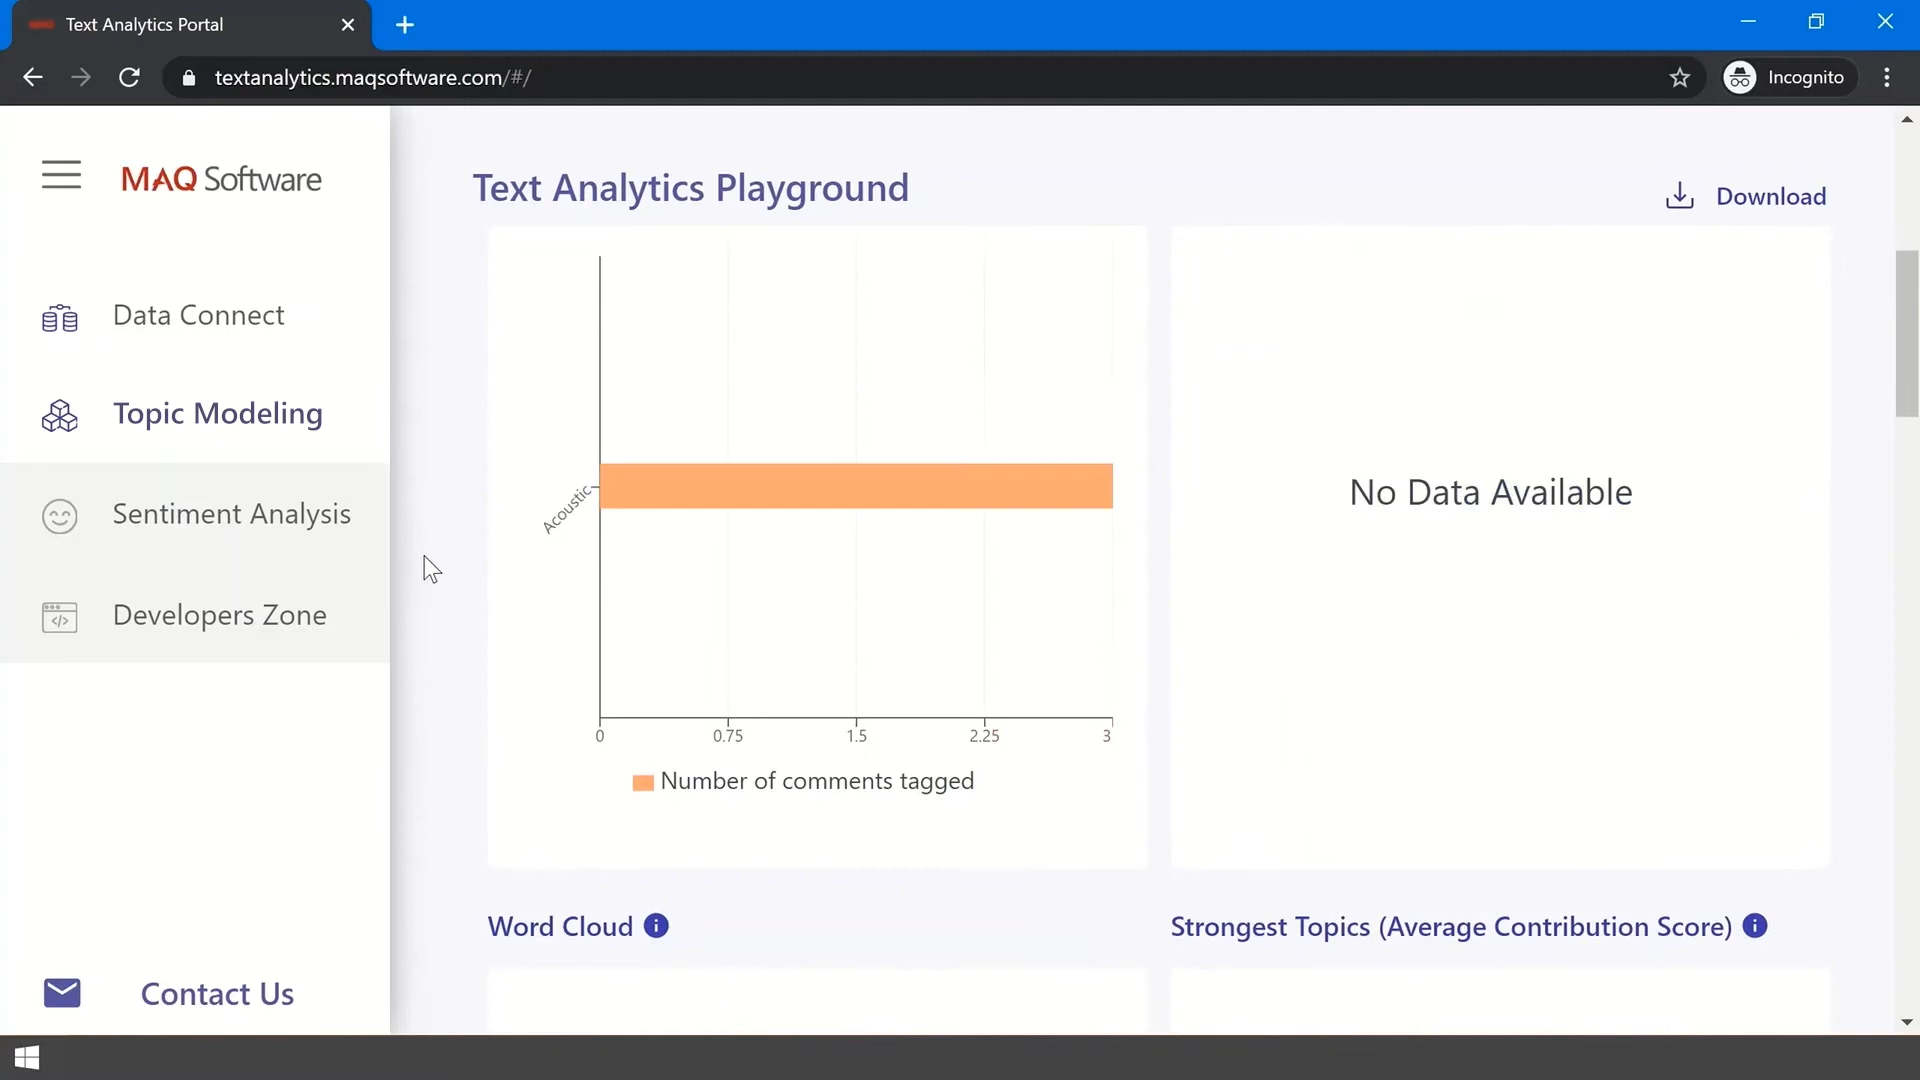 Text Analytics Portal
textanalytics.maqsoftware.com/#/
Incognito
MAQ Software
Data Connect
Topic Modeling
Sentiment Analysis
Developers Zone
Contact Us
Text Analytics Playground
Download
Acoustic
0 0.75 1.5 2.25 3
Number of comments tagged
No Data Available
Word Cloud
Strongest Topics (Average Contribution Score)